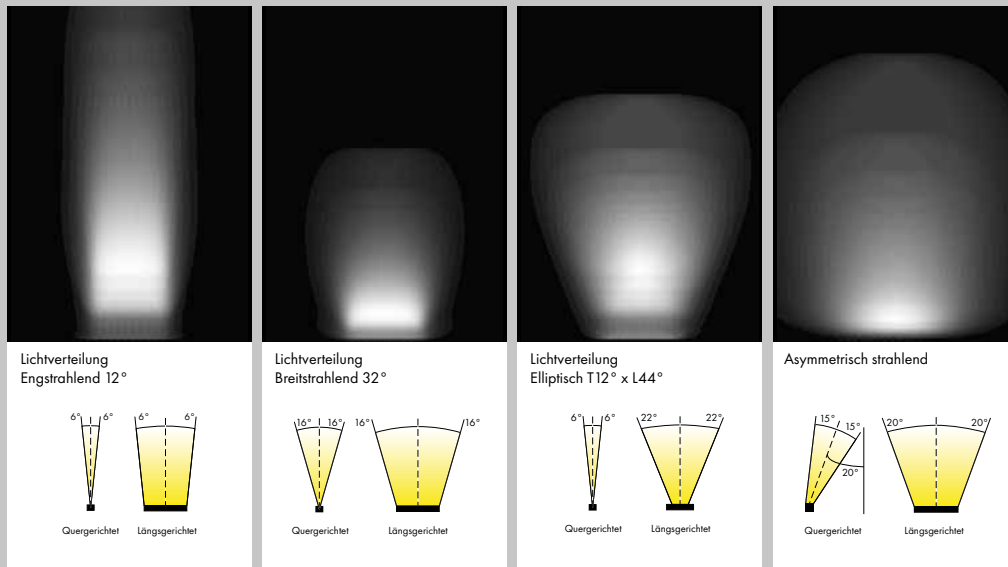 Lichtverteilung
Engstrahlend 12°
6° 6° 6° 6°
Quergerichtet Längsgerichtet
Lichtverteilung
Breitstrahlend 32°
16° 16° 16° 16°
Quergerichtet Längsgerichtet
Lichtverteilung
Elliptisch T12° x L44°
6° 6° 22° 22°
Quergerichtet Längsgerichtet
Asymmetrisch strahlend
15° 15° 20° 20°
20°
Quergerichtet Längsgerichtet